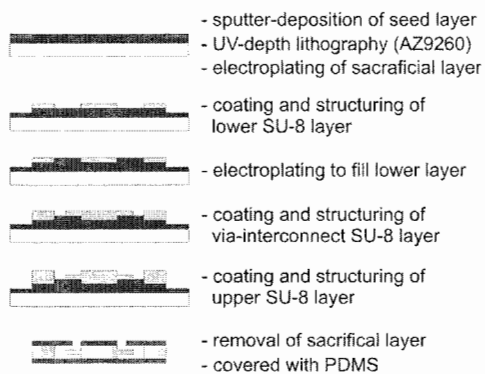 - sputter-deposition of seed layer
- UV-depth lithography (AZ9260)
- electroplating of sacraficial layer
- coating and structuring of
lower SU-8 layer
- electroplating to fill lower layer
- coating and structuring of
via-interconnect SU-8 layer
- coating and structuring of
upper SU-8 layer
- removal of sacrifical layer
- covered with PDMS